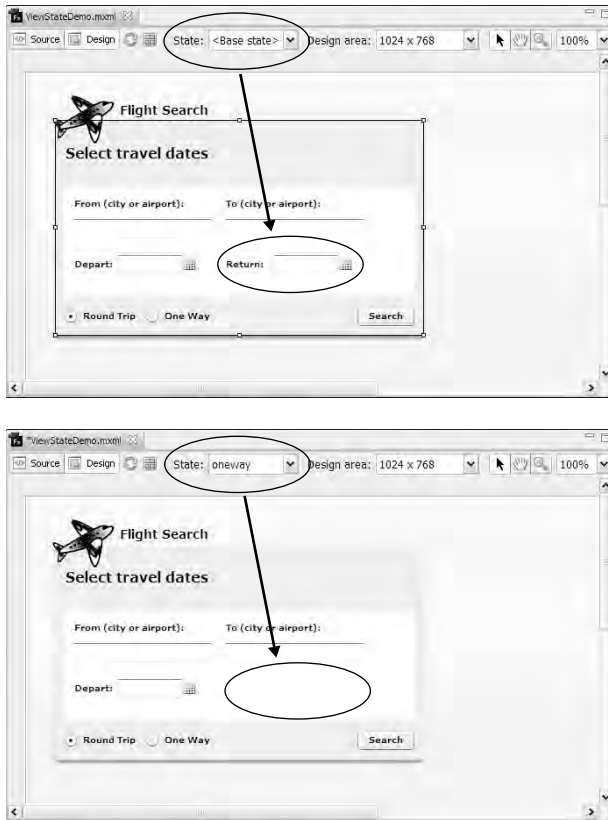 ViewStateDemo.mxml
Source Design State: <Base state> Design area: 1024 x 768 100%
Flight Search
Select travel dates
From (city or airport): To (city or airport):
Depart: Return:
Round Trip One Way Search
*ViewStateDemo.mxml
Source Design State: oneway Design area: 1024 x 768 100%
Flight Search
Select travel dates
From (city or airport): To (city or airport):
Depart:
Round Trip One Way Search